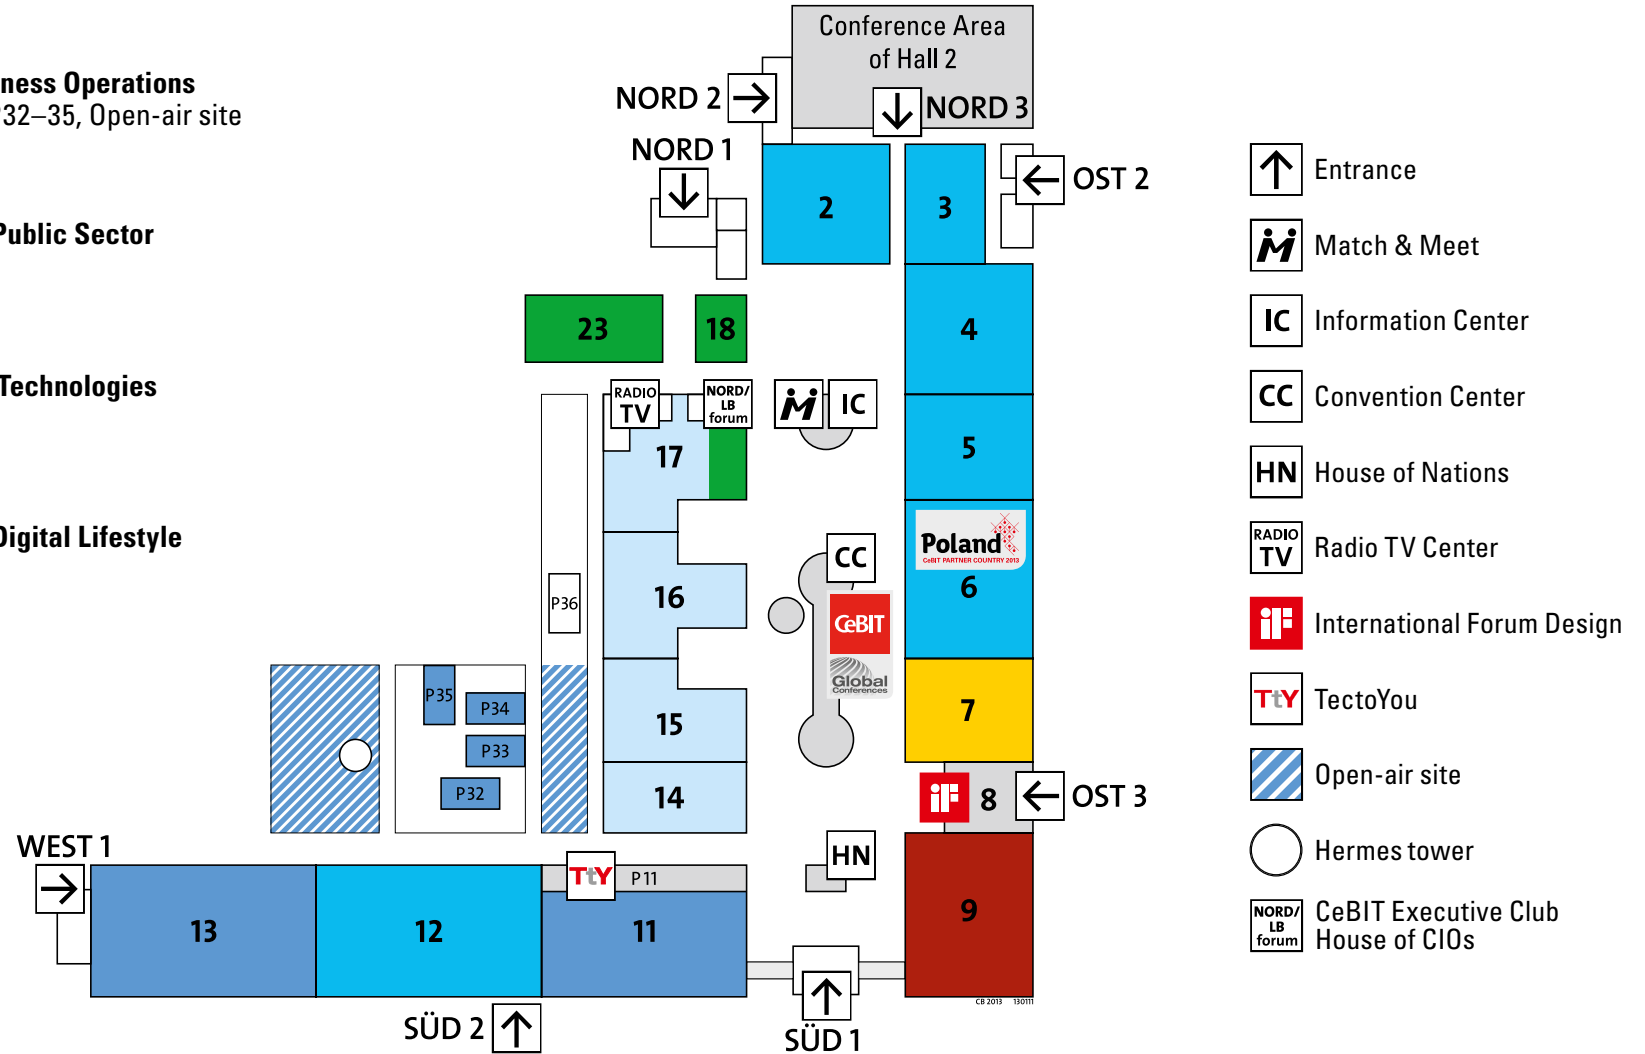 Conference Area
of Hall 2
NORD 2
NORD 3
NORD 1
OST 2
ness Operations
32–35, Open-air site
Public Sector
Technologies
Digital Lifestyle
2
3
23
18
4
RADIO
TV
NORD/
LB
forum
IC
17
5
Poland
CeBIT PARTNER COUNTRY 2013
CC
6
16
P36
CeBIT
Global
Conferences
P35
P34
P33
P32
15
7
14
iF
8
OST 3
WEST 1
TtY
P11
HN
13
12
11
9
CB 2013 130111
SÜD 2
SÜD 1
Entrance
Match & Meet
IC
Information Center
CC
Convention Center
HN
House of Nations
RADIO
TV
Radio TV Center
iF
International Forum Design
TtY
TectoYou
Open-air site
Hermes tower
NORD/
LB
forum
CeBIT Executive Club
House of CIOs